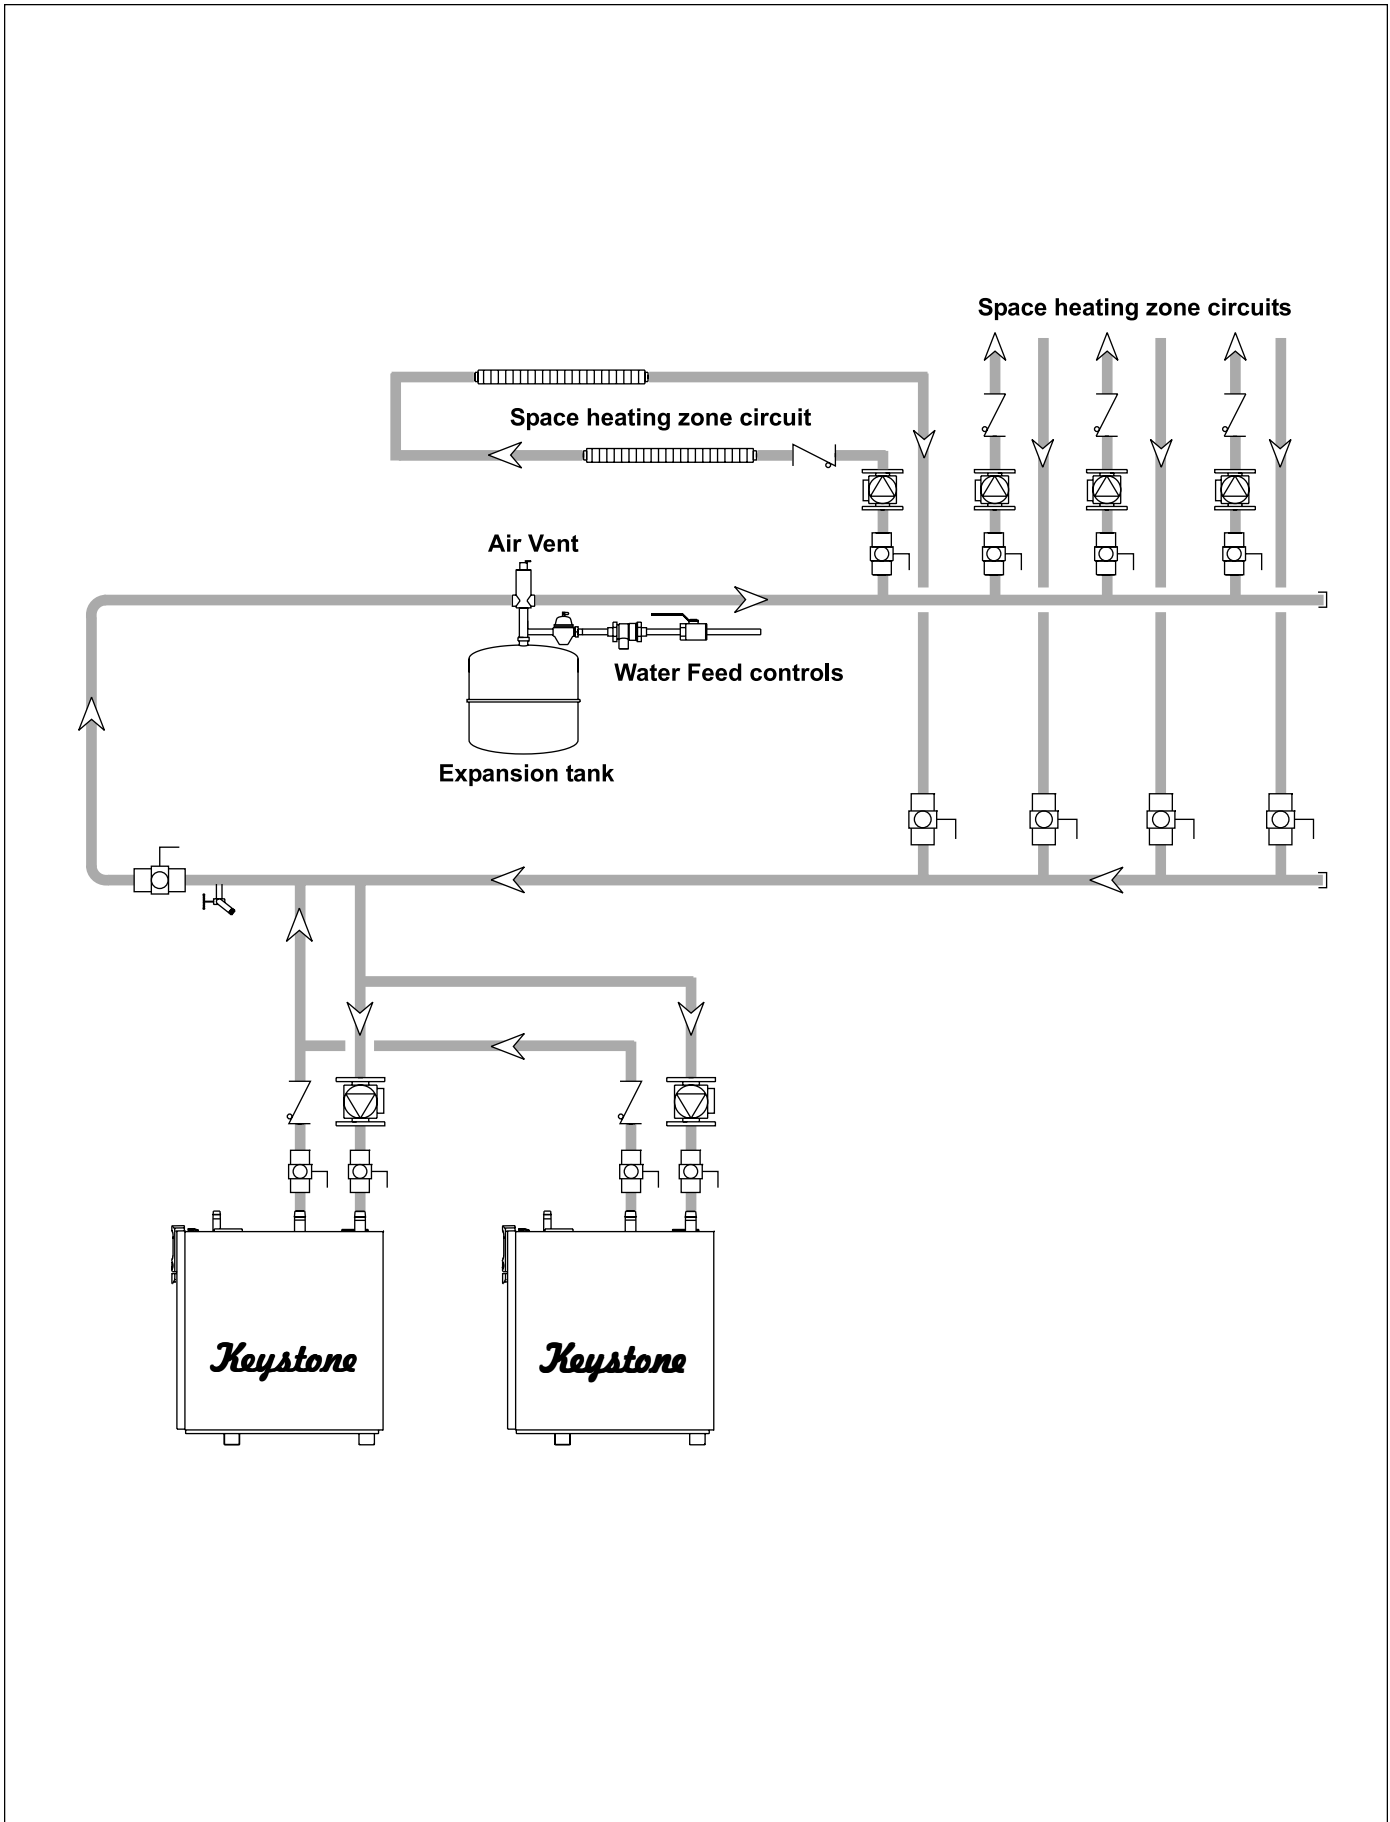 Space heating zone circuits
Space heating zone circuit
Air Vent
Water Feed controls
Expansion tank
Keystone
Keystone